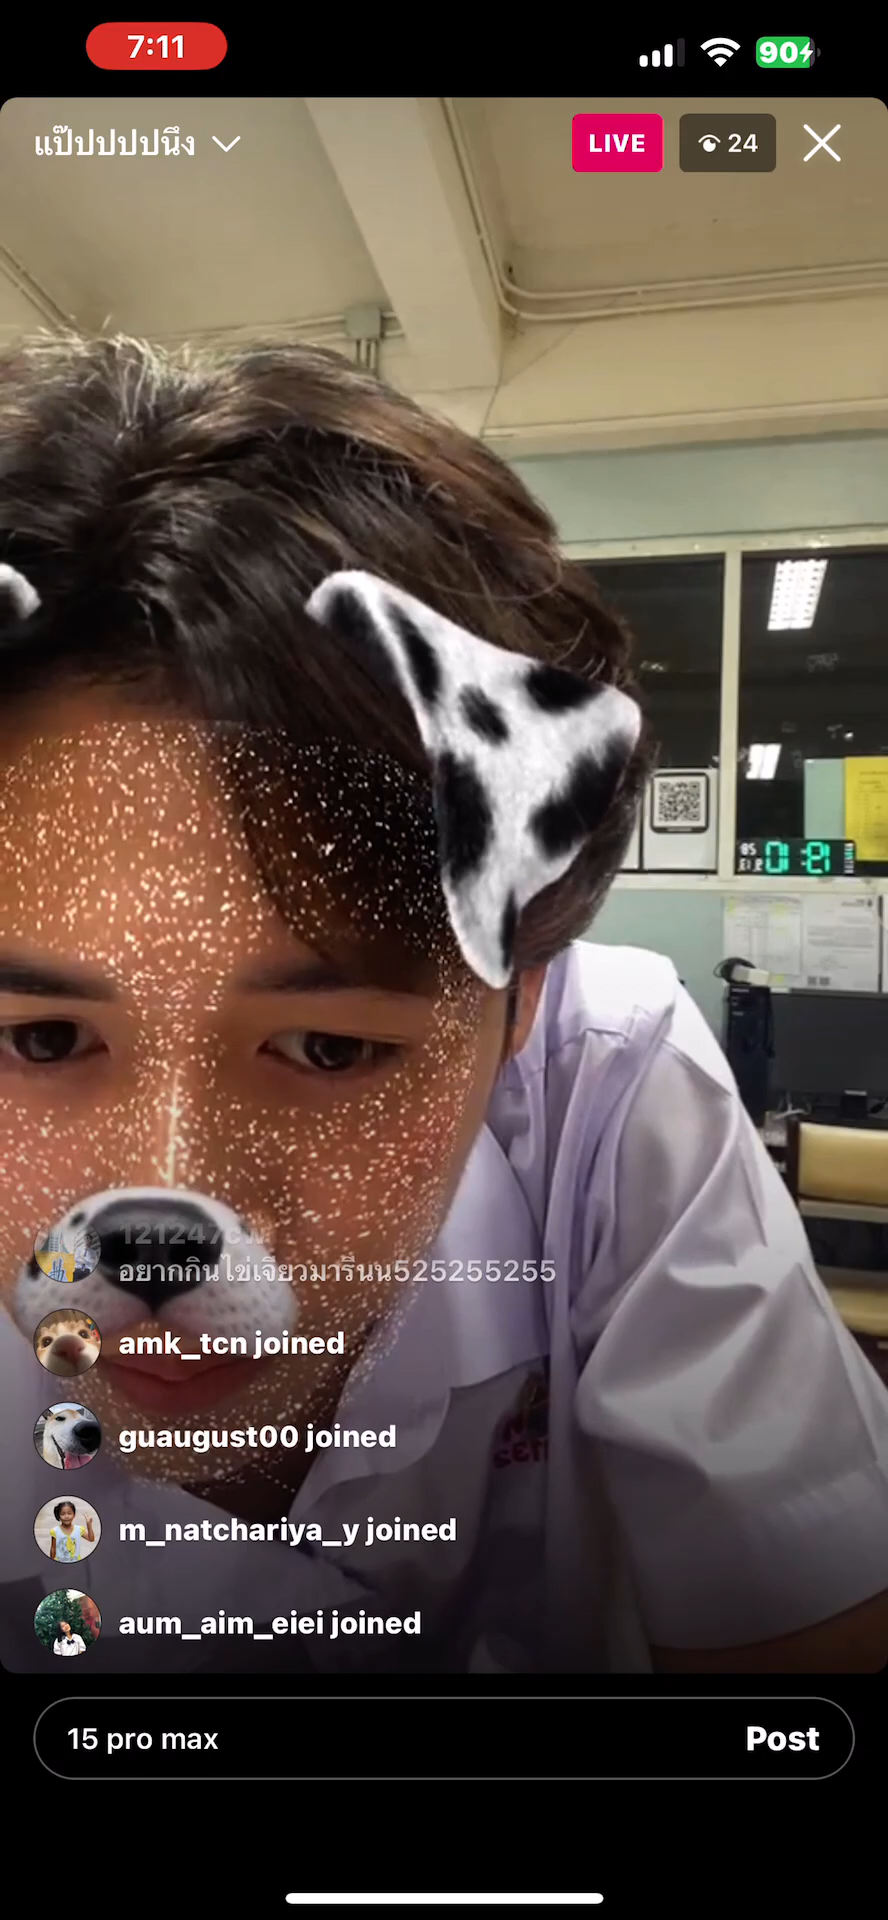 7:11
90
แป๊ปปปปนึง
LIVE
24
121247cw
อยากกินไข่เจียวมารีนน525255255
amk_tcn joined
guaugust00 joined
m_natchariya_y joined
aum_aim_eiei joined
15 pro max
Post